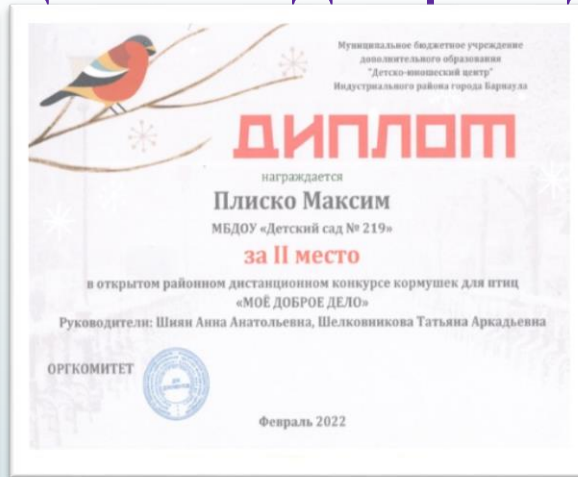 Муниципальное бюджетное учреждение
дополнительного образования
"Детско-юношеский центр"
Индустриального района города Барнаула
ДИПЛОМ
награждается
Плиско Максим
МБДОУ «Детский сад № 219»
за II место
в открытом районном дистанционном конкурсе кормушек для птиц
«МОЁ ДОБРОЕ ДЕЛО»
Руководители: Шиян Анна Анатольевна, Шелковникова Татьяна Аркадьевна
ОРГКОМИТЕТ
Февраль 2022